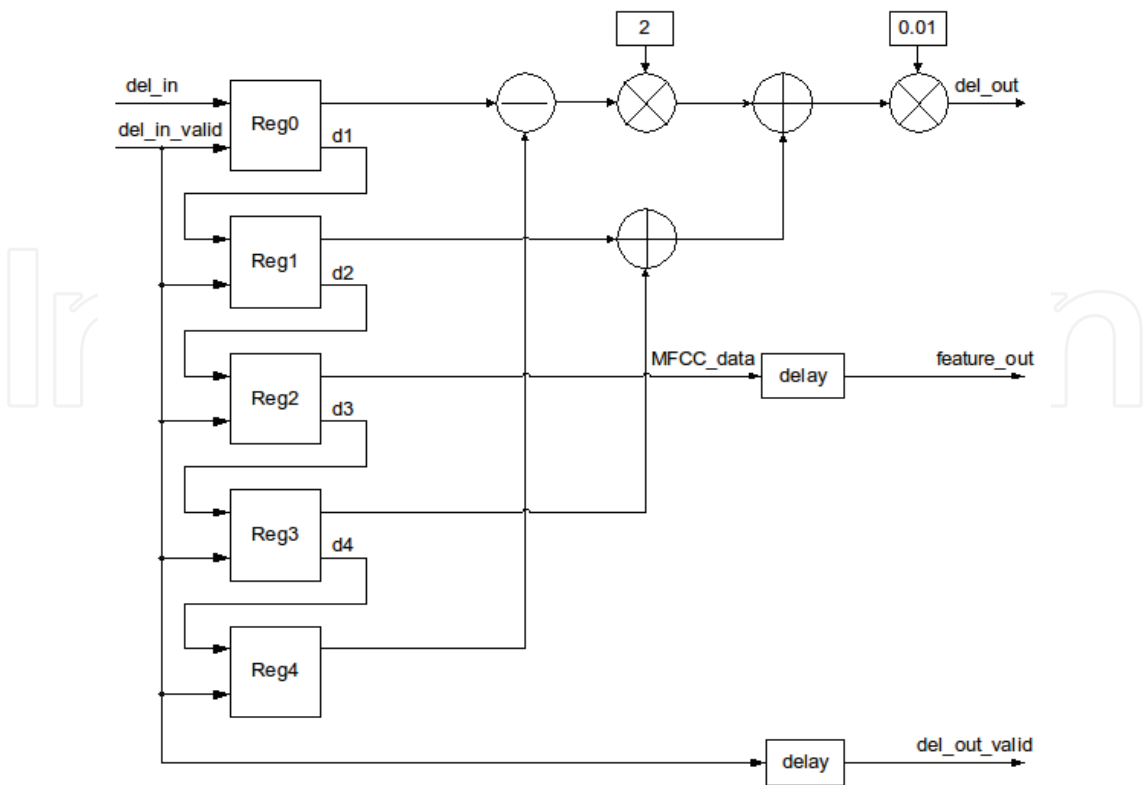 2
0.01
del_in
del_out
Reg0
del_in_valid
d1
Reg1
d2
MFCC_data
feature_out
Reg2
delay
d3
Reg3
d4
Reg4
del_out_valid
delay